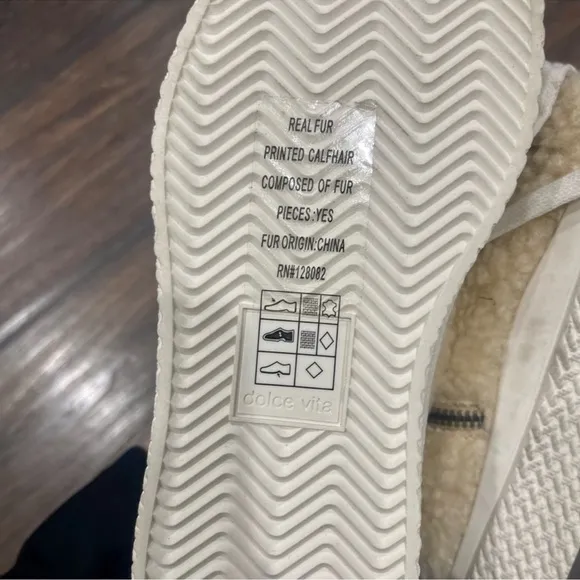 REAL FUR
PRINTED CALFHAIR
COMPOSED OF FUR
PIECES:YES
FUR ORIGIN:CHINA
RN#128082
dolce vita